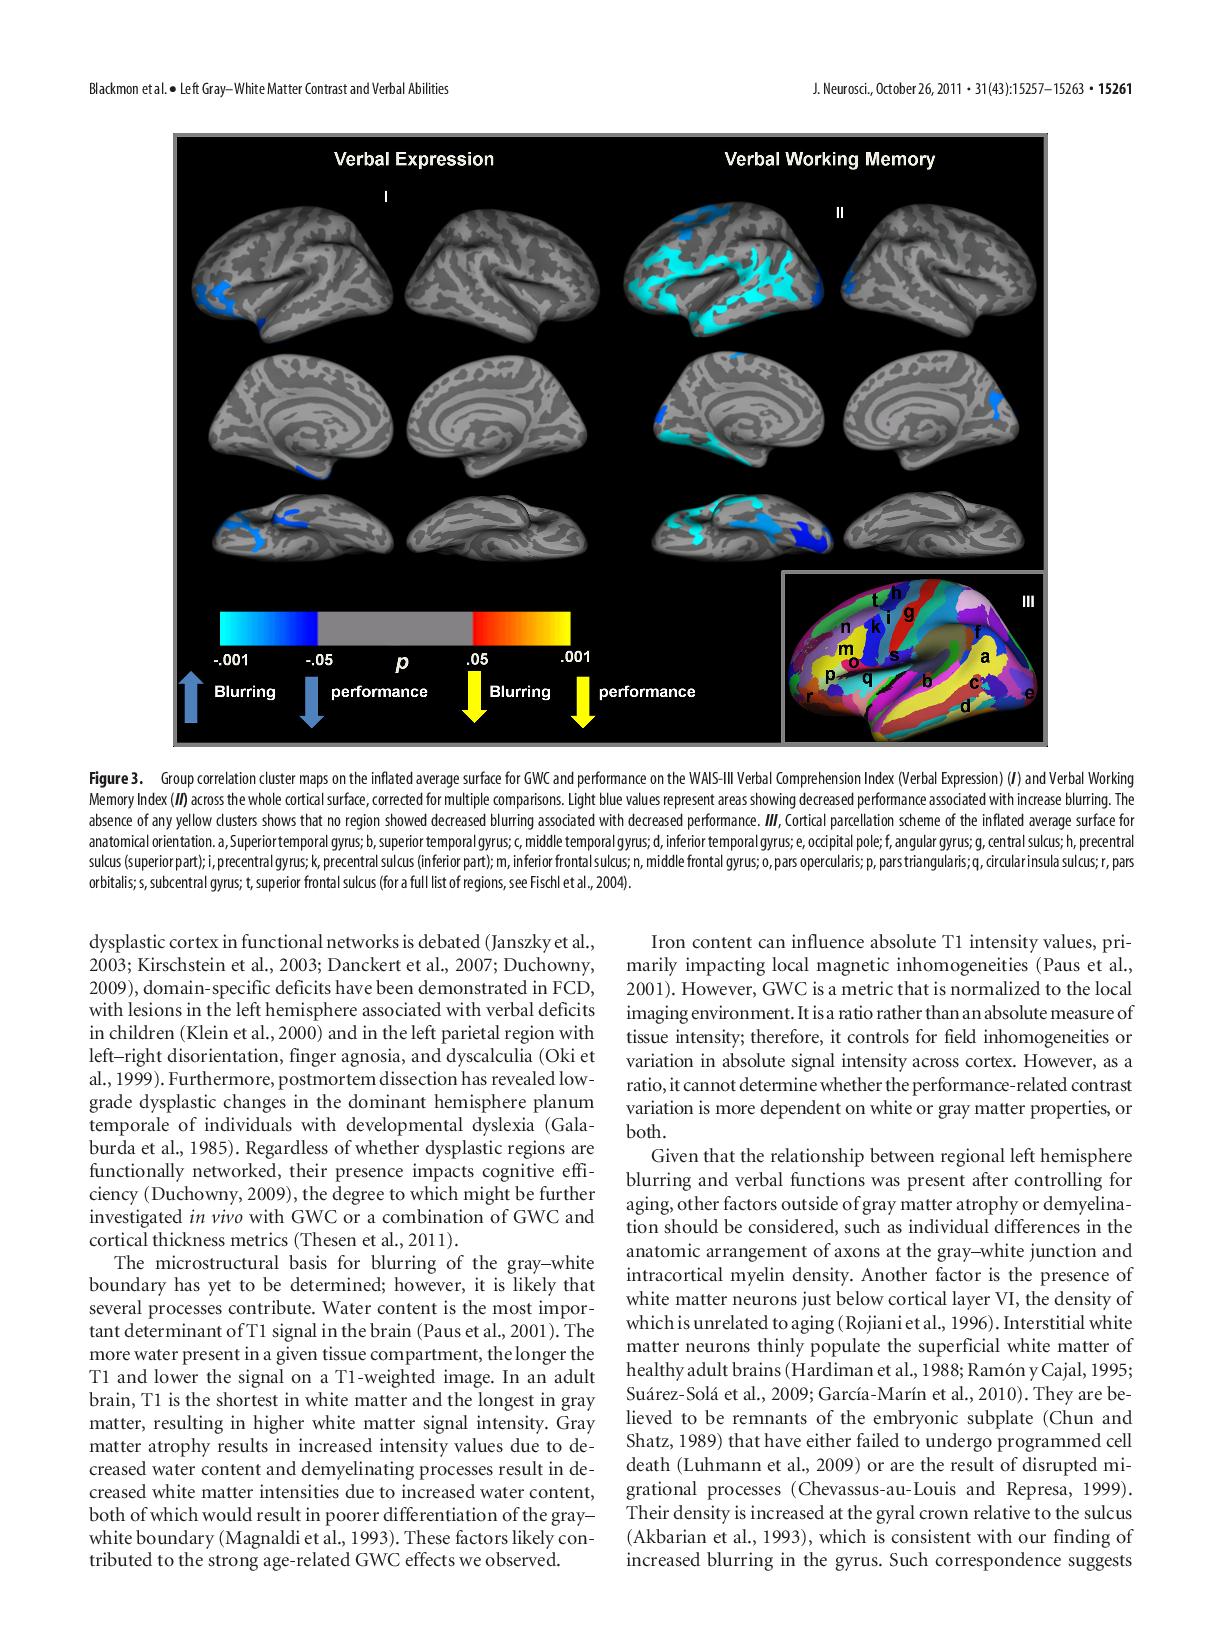 Blackmon et al. • Left Gray–White Matter Contrast and Verbal Abilities
J. Neurosci., October 26, 2011 • 31(43):15257–15263 • 15261
Verbal Expression
Verbal Working Memory
I
II
III
t
h
i
g
n
k
m
f
o
s
a
p
q
b
c
r
d
e
-.001
-.05
p
.05
.001
Blurring
performance
Blurring
performance
Figure 3. Group correlation cluster maps on the inflated average surface for GWC and performance on the WAIS-III Verbal Comprehension Index (Verbal Expression) (I) and Verbal Working
Memory Index (II) across the whole cortical surface, corrected for multiple comparisons. Light blue values represent areas showing decreased performance associated with increase blurring. The
absence of any yellow clusters shows that no region showed decreased blurring associated with decreased performance. III, Cortical parcellation scheme of the inflated average surface for
anatomical orientation. a, Superior temporal gyrus; b, superior temporal gyrus; c, middle temporal gyrus; d, inferior temporal gyrus; e, occipital pole; f, angular gyrus; g, central sulcus; h, precentral
sulcus (superior part); i, precentral gyrus; k, precentral sulcus (inferior part); m, inferior frontal sulcus; n, middle frontal gyrus; o, pars opercularis; p, pars triangularis; q, circular insula sulcus; r, pars
orbitalis; s, subcentral gyrus; t, superior frontal sulcus (for a full list of regions, see Fischl et al., 2004).
dysplastic cortex in functional networks is debated (Janszky et al.,
2003; Kirschstein et al., 2003; Danckert et al., 2007; Duchowny,
2009), domain-specific deficits have been demonstrated in FCD,
with lesions in the left hemisphere associated with verbal deficits
in children (Klein et al., 2000) and in the left parietal region with
left–right disorientation, finger agnosia, and dyscalculia (Oki et
al., 1999). Furthermore, postmortem dissection has revealed low-
grade dysplastic changes in the dominant hemisphere planum
temporale of individuals with developmental dyslexia (Gala-
burda et al., 1985). Regardless of whether dysplastic regions are
functionally networked, their presence impacts cognitive effi-
ciency (Duchowny, 2009), the degree to which might be further
investigated in vivo with GWC or a combination of GWC and
cortical thickness metrics (Thesen et al., 2011).
The microstructural basis for blurring of the gray–white
boundary has yet to be determined; however, it is likely that
several processes contribute. Water content is the most impor-
tant determinant of T1 signal in the brain (Paus et al., 2001). The
more water present in a given tissue compartment, the longer the
T1 and lower the signal on a T1-weighted image. In an adult
brain, T1 is the shortest in white matter and the longest in gray
matter, resulting in higher white matter signal intensity. Gray
matter atrophy results in increased intensity values due to de-
creased water content and demyelinating processes result in de-
creased white matter intensities due to increased water content,
both of which would result in poorer differentiation of the gray–
white boundary (Magnaldi et al., 1993). These factors likely con-
tributed to the strong age-related GWC effects we observed.
Iron content can influence absolute T1 intensity values, pri-
marily impacting local magnetic inhomogeneities (Paus et al.,
2001). However, GWC is a metric that is normalized to the local
imaging environment. It is a ratio rather than an absolute measure of
tissue intensity; therefore, it controls for field inhomogeneities or
variation in absolute signal intensity across cortex. However, as a
ratio, it cannot determine whether the performance-related contrast
variation is more dependent on white or gray matter properties, or
both.
Given that the relationship between regional left hemisphere
blurring and verbal functions was present after controlling for
aging, other factors outside of gray matter atrophy or demyelina-
tion should be considered, such as individual differences in the
anatomic arrangement of axons at the gray–white junction and
intracortical myelin density. Another factor is the presence of
white matter neurons just below cortical layer VI, the density of
which is unrelated to aging (Rojiani et al., 1996). Interstitial white
matter neurons thinly populate the superficial white matter of
healthy adult brains (Hardiman et al., 1988; Ramón y Cajal, 1995;
Suárez-Solá et al., 2009; García-Marín et al., 2010). They are be-
lieved to be remnants of the embryonic subplate (Chun and
Shatz, 1989) that have either failed to undergo programmed cell
death (Luhmann et al., 2009) or are the result of disrupted mi-
grational processes (Chevassus-au-Louis and Represa, 1999).
Their density is increased at the gyral crown relative to the sulcus
(Akbarian et al., 1993), which is consistent with our finding of
increased blurring in the gyrus. Such correspondence suggests